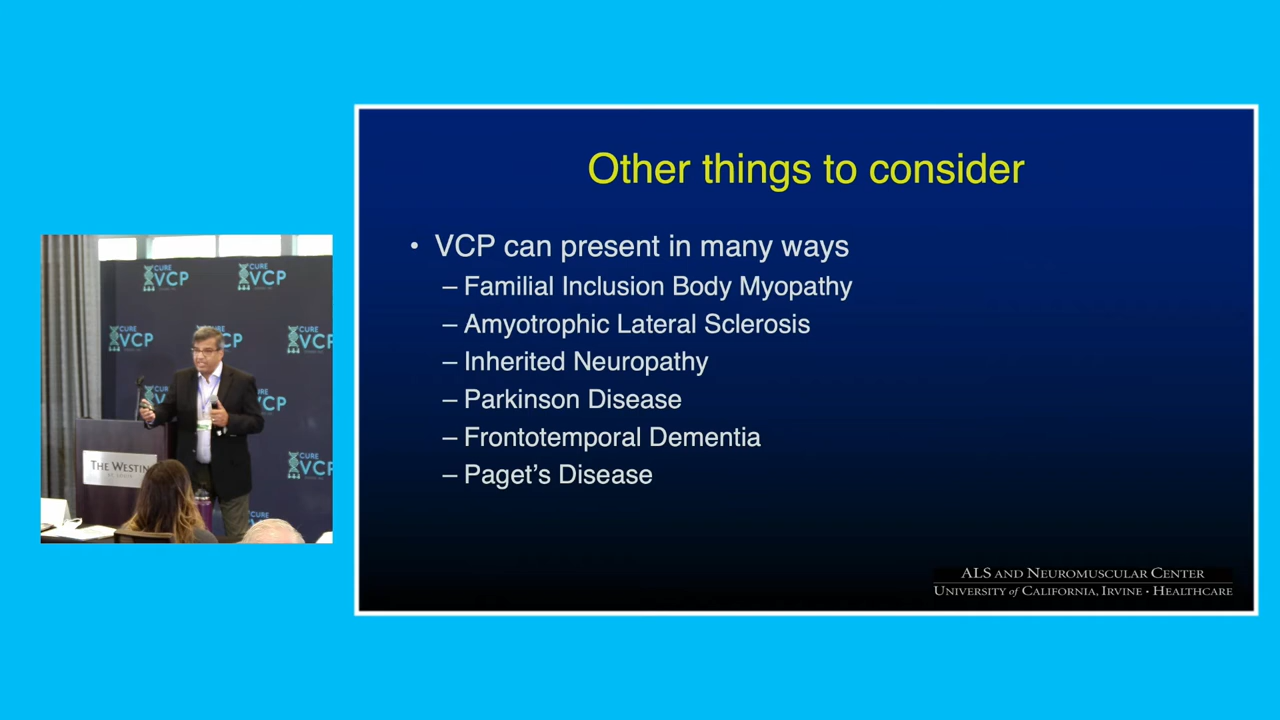 Other things to consider
• VCP can present in many ways
– Familial Inclusion Body Myopathy
– Amyotrophic Lateral Sclerosis
– Inherited Neuropathy
– Parkinson Disease
– Frontotemporal Dementia
– Paget's Disease
ALS AND NEUROMUSCULAR CENTER
UNIVERSITY of CALIFORNIA, IRVINE • HEALTHCARE
CURE
VCP
CURE
VCP
CURE
VCP
VCP
CURE
VCP
CURE
VCP
CURE
VCP
CURE
THE WESTIN